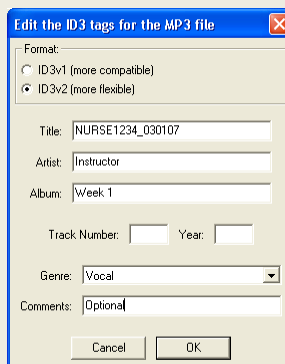 Edit the ID3 tags for the MP3 file
Format:
ID3v1 (more compatible)
ID3v2 (more flexible)
Title: NURSE1234_030107
Artist: Instructor
Album: Week 1
Track Number: Year:
Genre: Vocal
Comments: Optional
Cancel OK